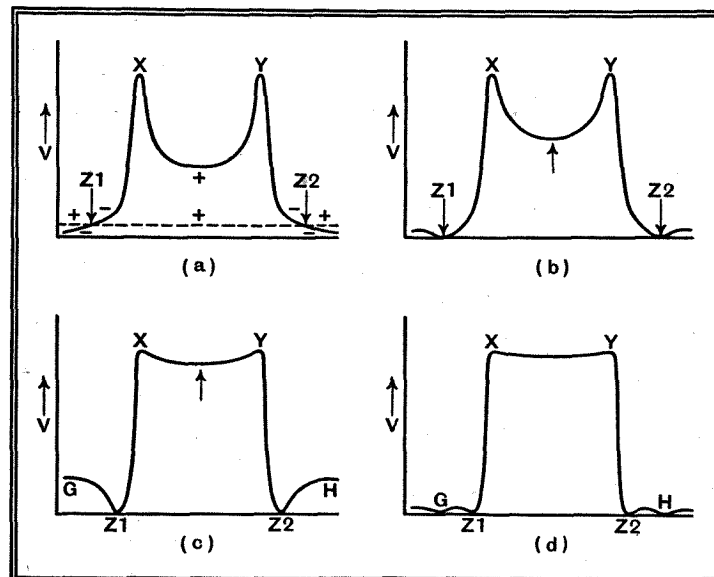 X Y
V
Z1 Z2
+ - + - +
+
- -
(a)
X Y
V
Z1 Z2
(b)
X Y
V
G H
Z1 Z2
(c)
X Y
V
G H
Z1 Z2
(d)